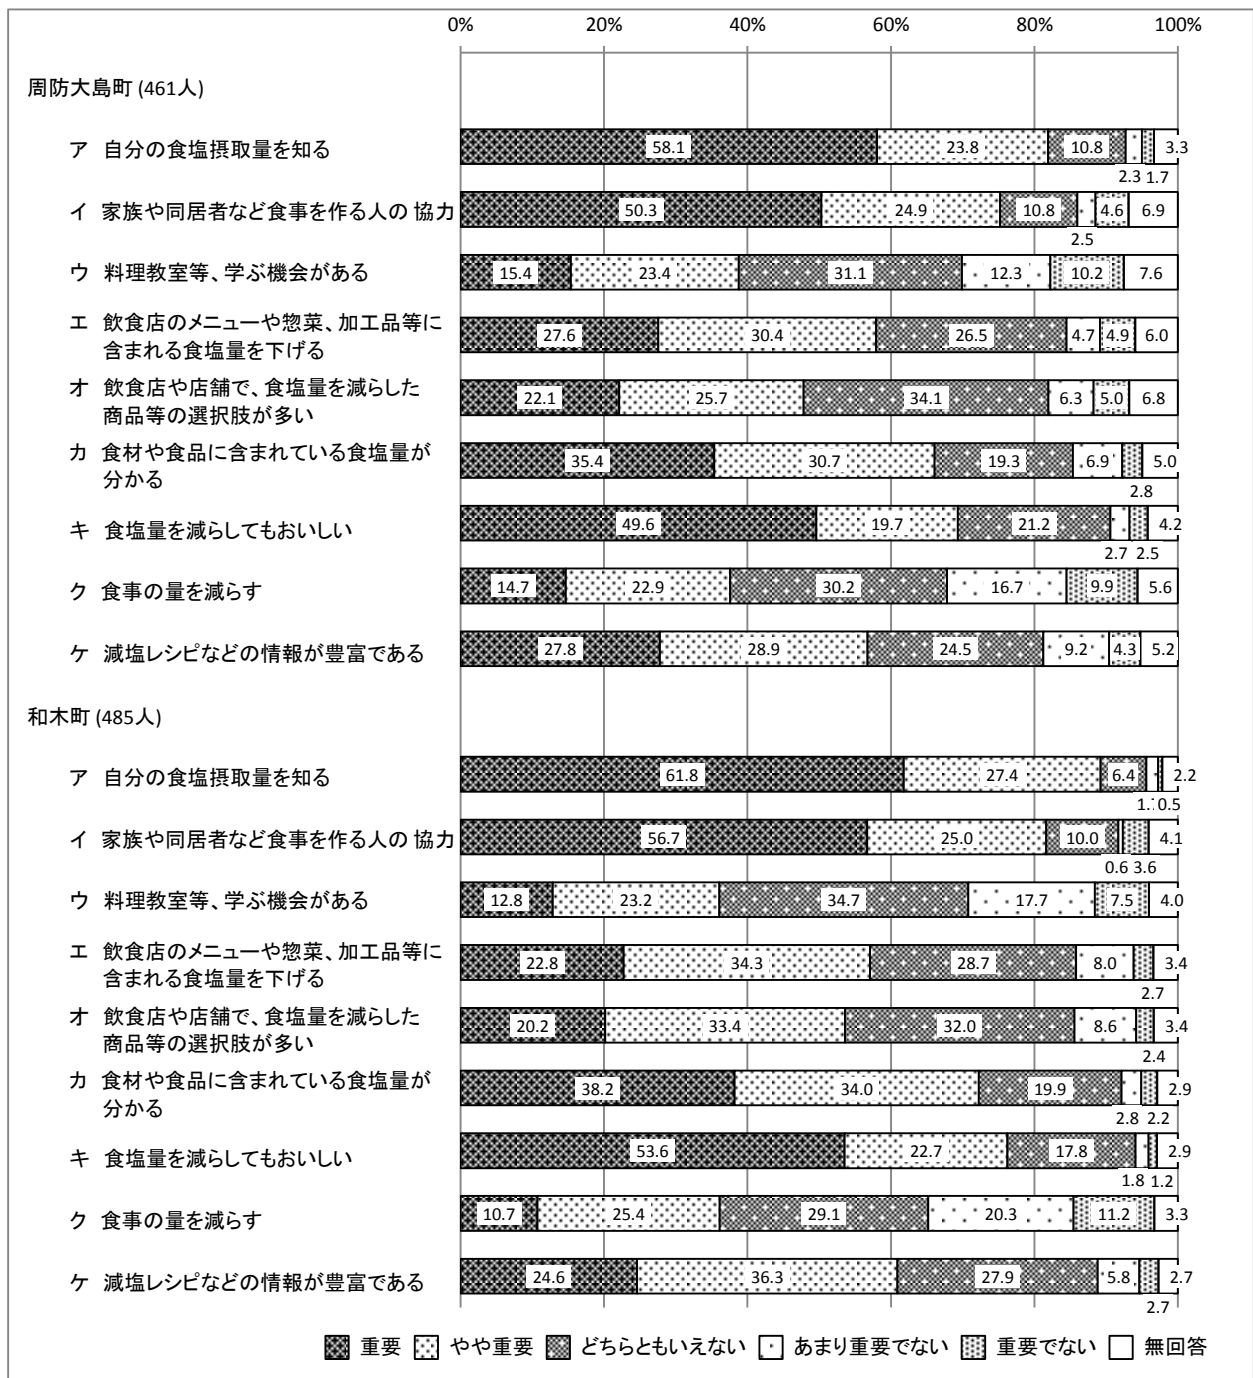 0% 20% 40% 60% 80% 100%
周防大島町 (461人)
ア 自分の食塩摂取量を知る 58.1 23.8 10.8 2.3 1.7 3.3
イ 家族や同居者など食事を作る人の 協力 50.3 24.9 10.8 2.5 4.6 6.9
ウ 料理教室等、学ぶ機会がある 15.4 23.4 31.1 12.3 10.2 7.6
エ 飲食店のメニューや惣菜、加工品等に
含まれる食塩量を下げる 27.6 30.4 26.5 4.7 4.9 6.0
オ 飲食店や店舗で、食塩量を減らした
商品等の選択肢が多い 22.1 25.7 34.1 6.3 5.0 6.8
カ 食材や食品に含まれている食塩量が
分かる 35.4 30.7 19.3 6.9 2.8 5.0
キ 食塩量を減らしてもおいしい 49.6 19.7 21.2 2.7 2.5 4.2
ク 食事の量を減らす 14.7 22.9 30.2 16.7 9.9 5.6
ケ 減塩レシピなどの情報が豊富である 27.8 28.9 24.5 9.2 4.3 5.2
和木町 (485人)
ア 自分の食塩摂取量を知る 61.8 27.4 6.4 0.5 2.2
イ 家族や同居者など食事を作る人の 協力 56.7 25.0 10.0 0.6 3.6 4.1
ウ 料理教室等、学ぶ機会がある 12.8 23.2 34.7 17.7 7.5 4.0
エ 飲食店のメニューや惣菜、加工品等に
含まれる食塩量を下げる 22.8 34.3 28.7 8.0 2.7 3.4
オ 飲食店や店舗で、食塩量を減らした
商品等の選択肢が多い 20.2 33.4 32.0 8.6 2.4 3.4
カ 食材や食品に含まれている食塩量が
分かる 38.2 34.0 19.9 2.8 2.2 2.9
キ 食塩量を減らしてもおいしい 53.6 22.7 17.8 1.8 1.2 2.9
ク 食事の量を減らす 10.7 25.4 29.1 20.3 11.2 3.3
ケ 減塩レシピなどの情報が豊富である 24.6 36.3 27.9 5.8 2.7 2.7
重要 やや重要 どちらともいえない あまり重要でない 重要でない 無回答